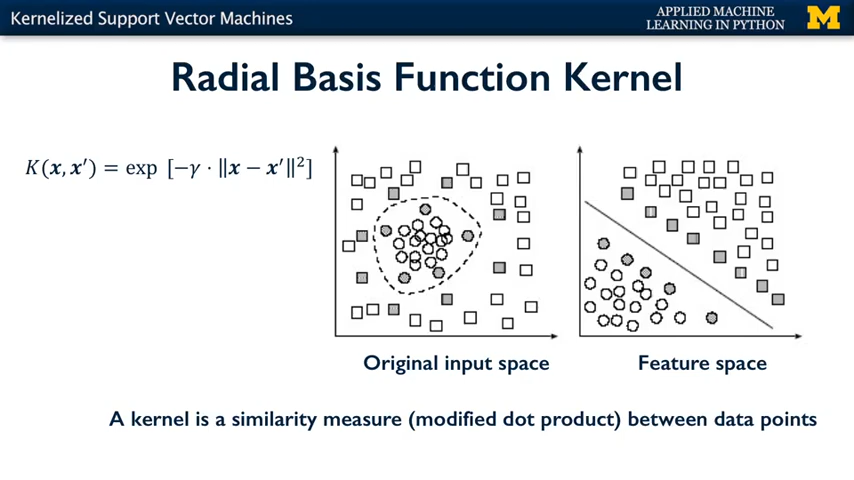 Kernelized Support Vector Machines
APPLIED MACHINE
LEARNING IN PYTHON
M
Radial Basis Function Kernel
K(𝒙, 𝒙′) = exp [−γ · ‖𝒙 − 𝒙′‖²]
Original input space
Feature space
A kernel is a similarity measure (modified dot product) between data points